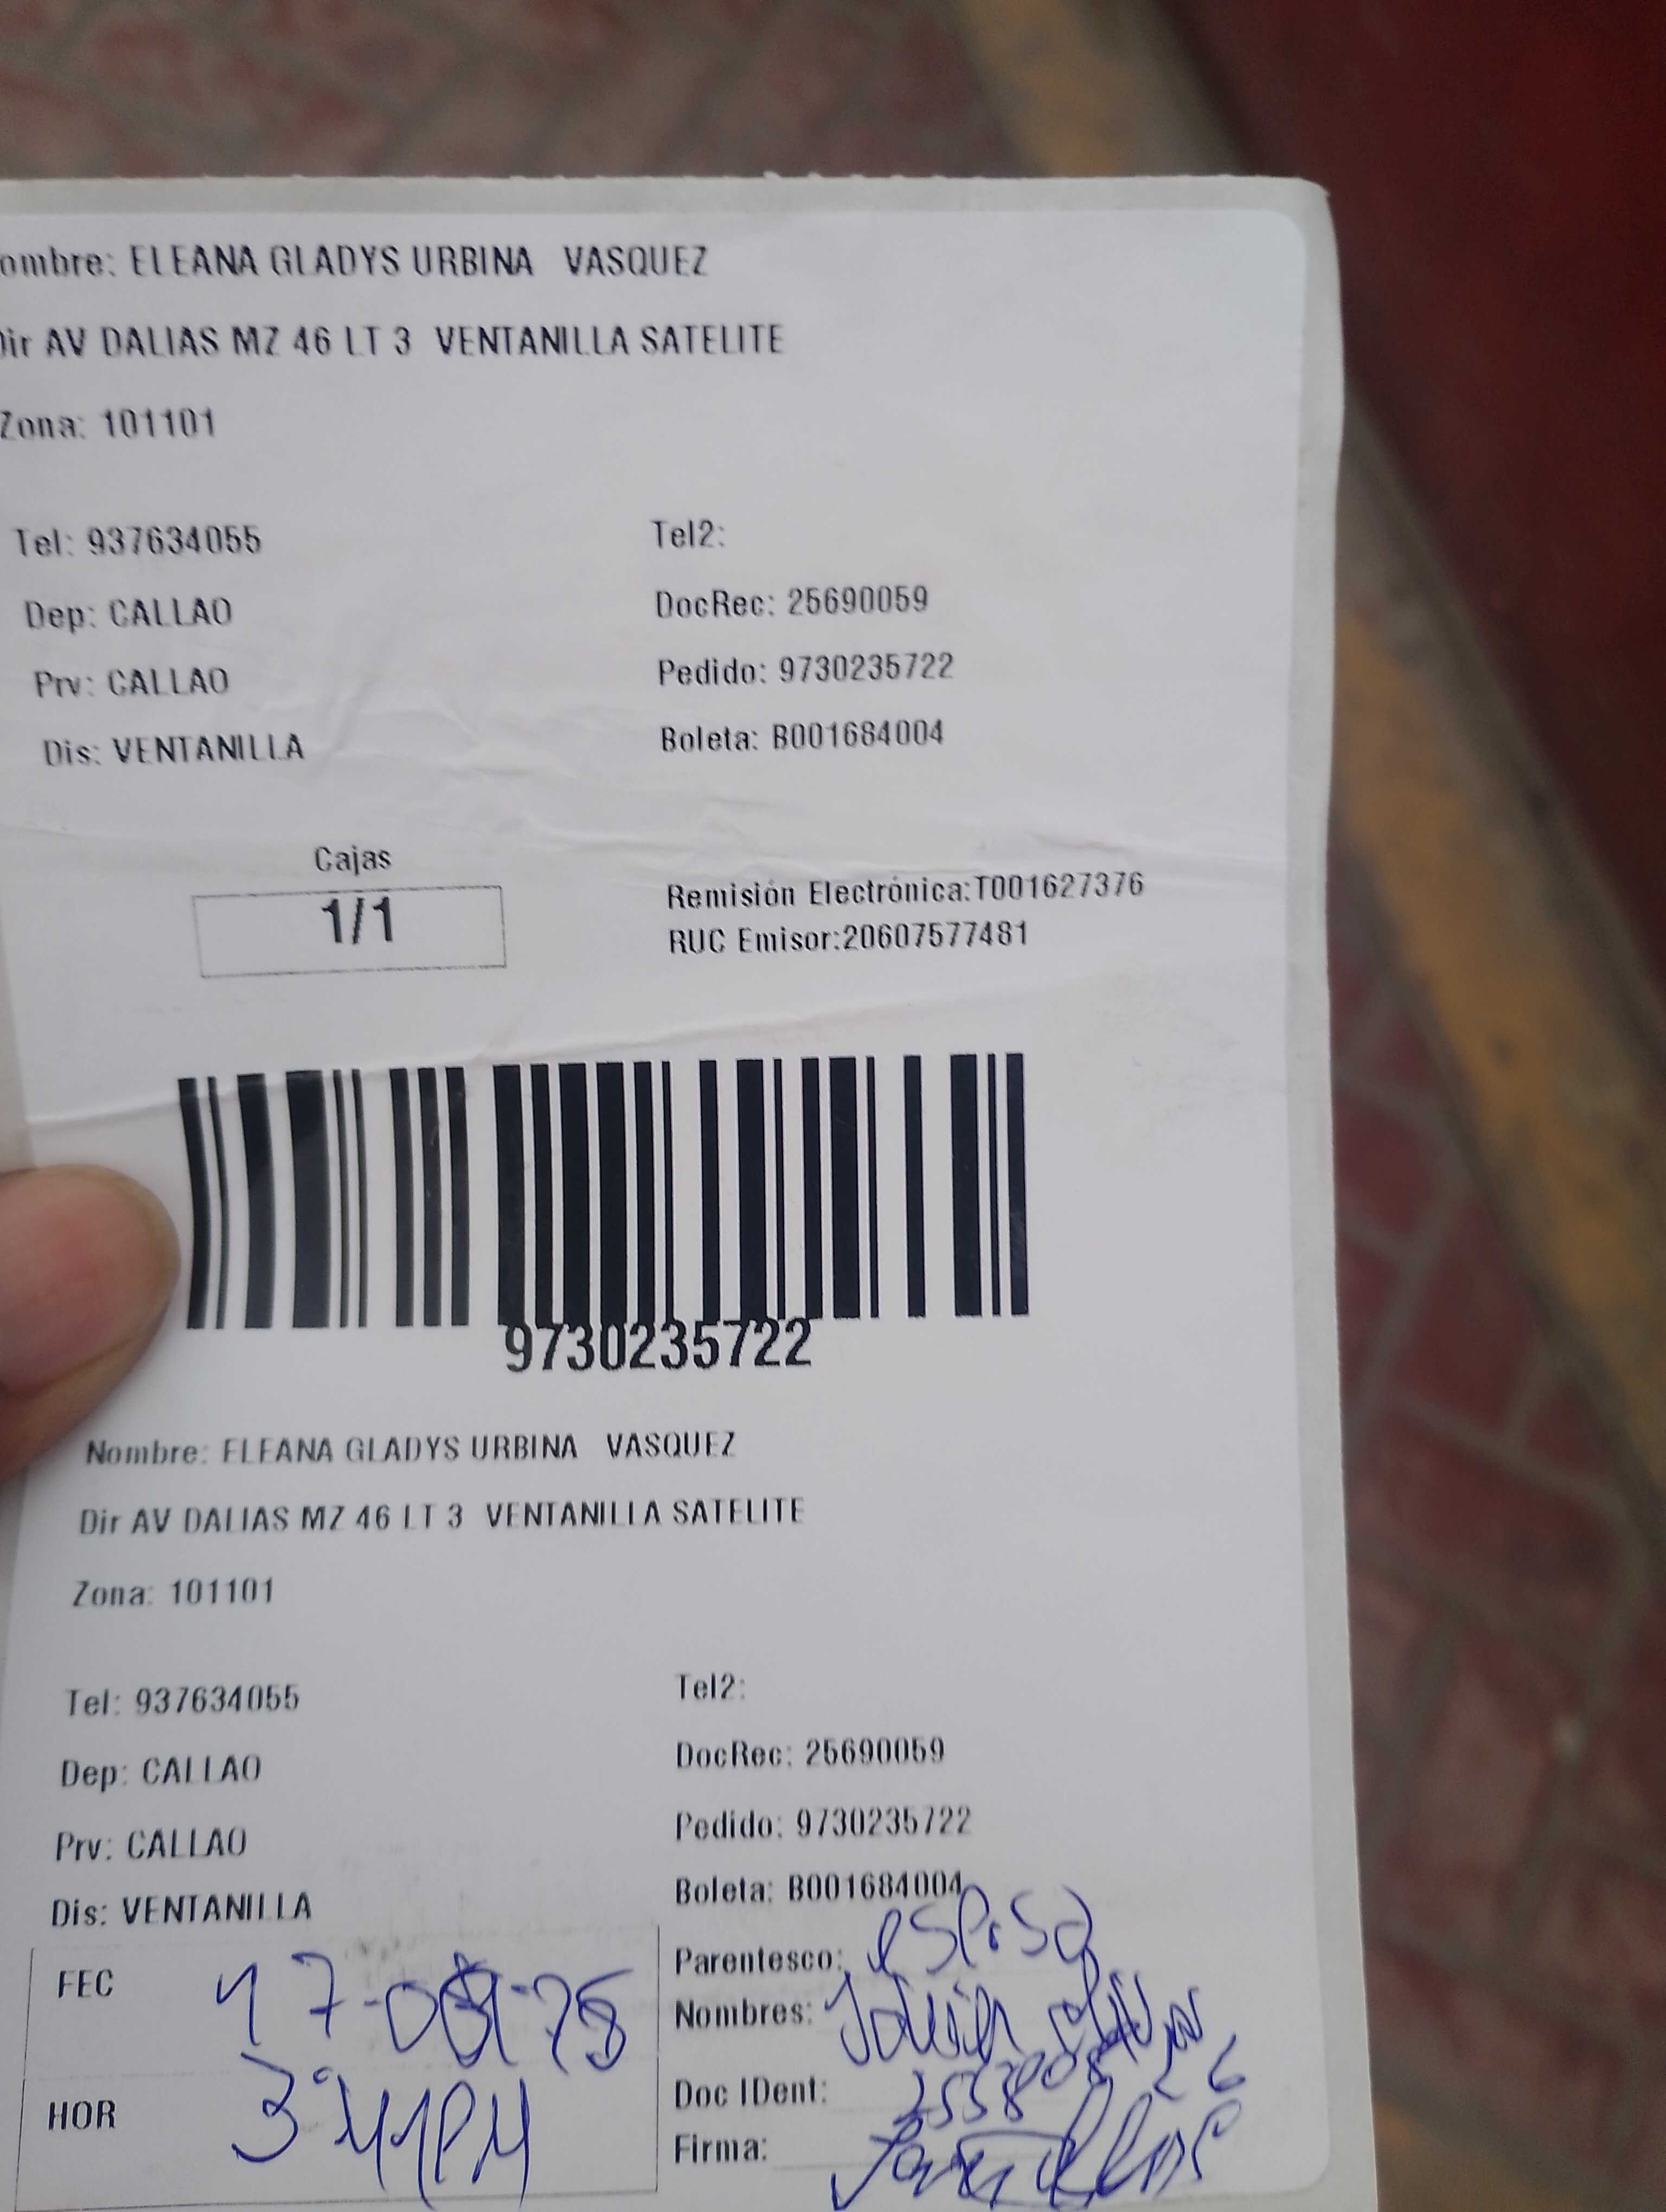 ombre: ELEANA GLADYS URBINA VASQUEZ
Dir AV DALIAS MZ 46 LT 3 VENTANILLA SATELITE
Zona: 101101
Tel: 937634055 Tel2:
Dep: CALLAO DocRec: 25690059
Prv: CALLAO Pedido: 9730235722
Dis: VENTANILLA Boleta: B001684004
Cajas
1/1
Remisión Electrónica:T001627376
RUC Emisor:20607577481
9730235722
Nombre: ELEANA GLADYS URBINA VASQUEZ
Dir AV DALIAS MZ 46 LT 3 VENTANILLA SATELITE
Zona: 101101
Tel: 937634055 Tel2:
Dep: CALLAO DocRec: 25690059
Prv: CALLAO Pedido: 9730235722
Dis: VENTANILLA Boleta: B001684004
Parentesco: esposo
FEC
Nombres:
HOR 3:41PM
Doc IDent:
Firma: